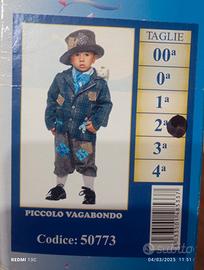 TAGLIE
00ª
0ª
1ª
2ª
3ª
4ª
PICCOLO VAGABONDO
Codice: 50773
subito
REDMI 13C
04/03/2025 11:51